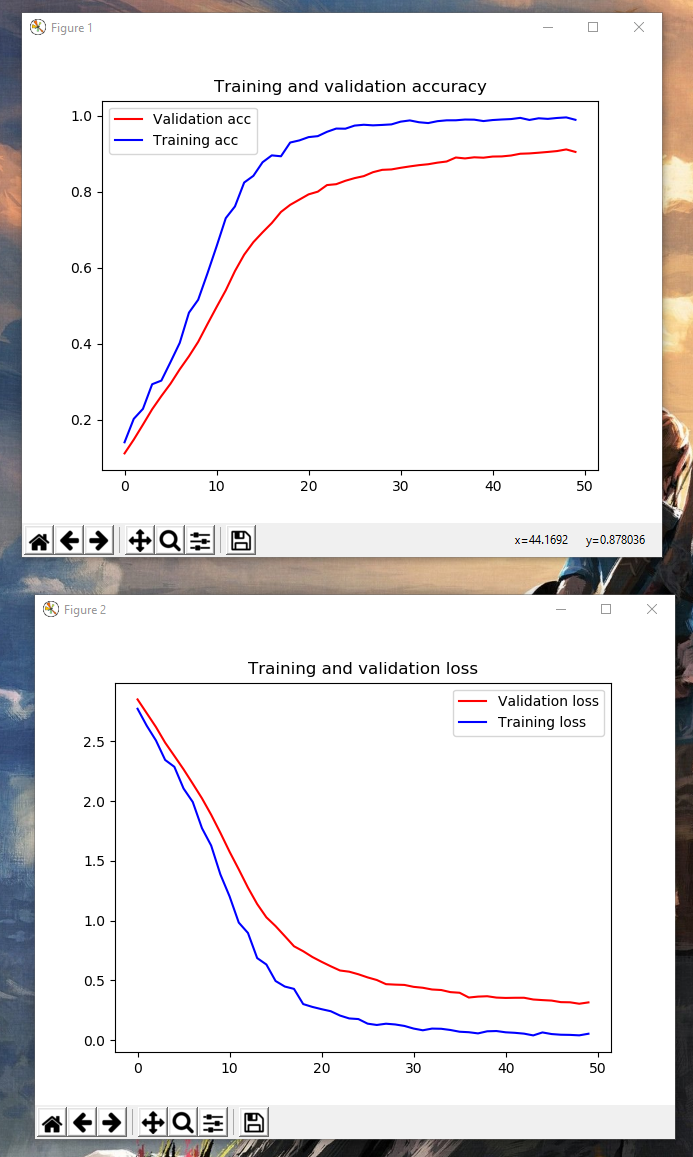 Figure 1
Training and validation accuracy
Validation acc
Training acc
1.0
0.8
0.6
0.4
0.2
0 10 20 30 40 50
x=44.1692 y=0.878036
Figure 2
Training and validation loss
Validation loss
Training loss
2.5
2.0
1.5
1.0
0.5
0.0
0 10 20 30 40 50